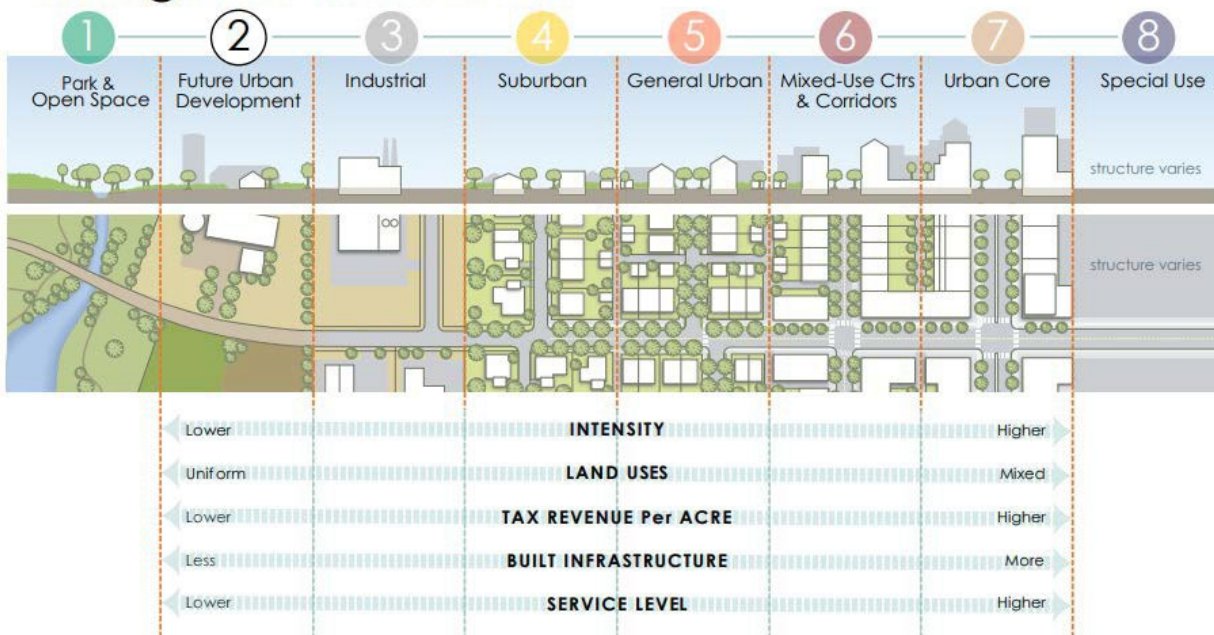 1
2
3
4
5
6
7
8
Park &
Open Space
Future Urban
Development
Industrial
Suburban
General Urban
Mixed-Use Ctrs
& Corridors
Urban Core
Special Use
structure varies
structure varies
Lower INTENSITY Higher
Uniform LAND USES Mixed
Lower TAX REVENUE Per ACRE Higher
Less BUILT INFRASTRUCTURE More
Lower SERVICE LEVEL Higher